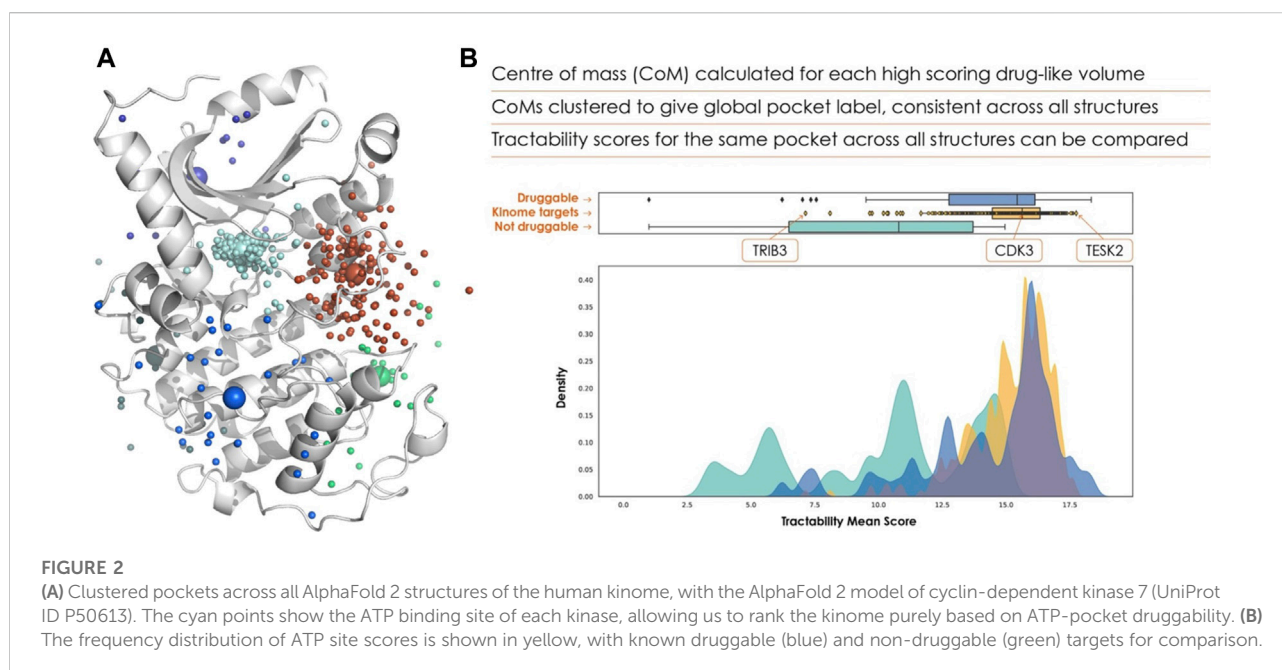 A
B
Centre of mass (CoM) calculated for each high scoring drug-like volume
CoMs clustered to give global pocket label, consistent across all structures
Tractability scores for the same pocket across all structures can be compared
Druggable
Kinome targets
Not druggable
TRIB3
CDK3
TESK2
0.40
0.35
0.30
0.25
0.20
0.15
0.10
0.05
0.00
Density
0.0 2.5 5.0 7.5 10.0 12.5 15.0 17.5
Tractability Mean Score
FIGURE 2
(A) Clustered pockets across all AlphaFold 2 structures of the human kinome, with the AlphaFold 2 model of cyclin-dependent kinase 7 (UniProt
ID P50613). The cyan points show the ATP binding site of each kinase, allowing us to rank the kinome purely based on ATP-pocket druggability. (B)
The frequency distribution of ATP site scores is shown in yellow, with known druggable (blue) and non-druggable (green) targets for comparison.